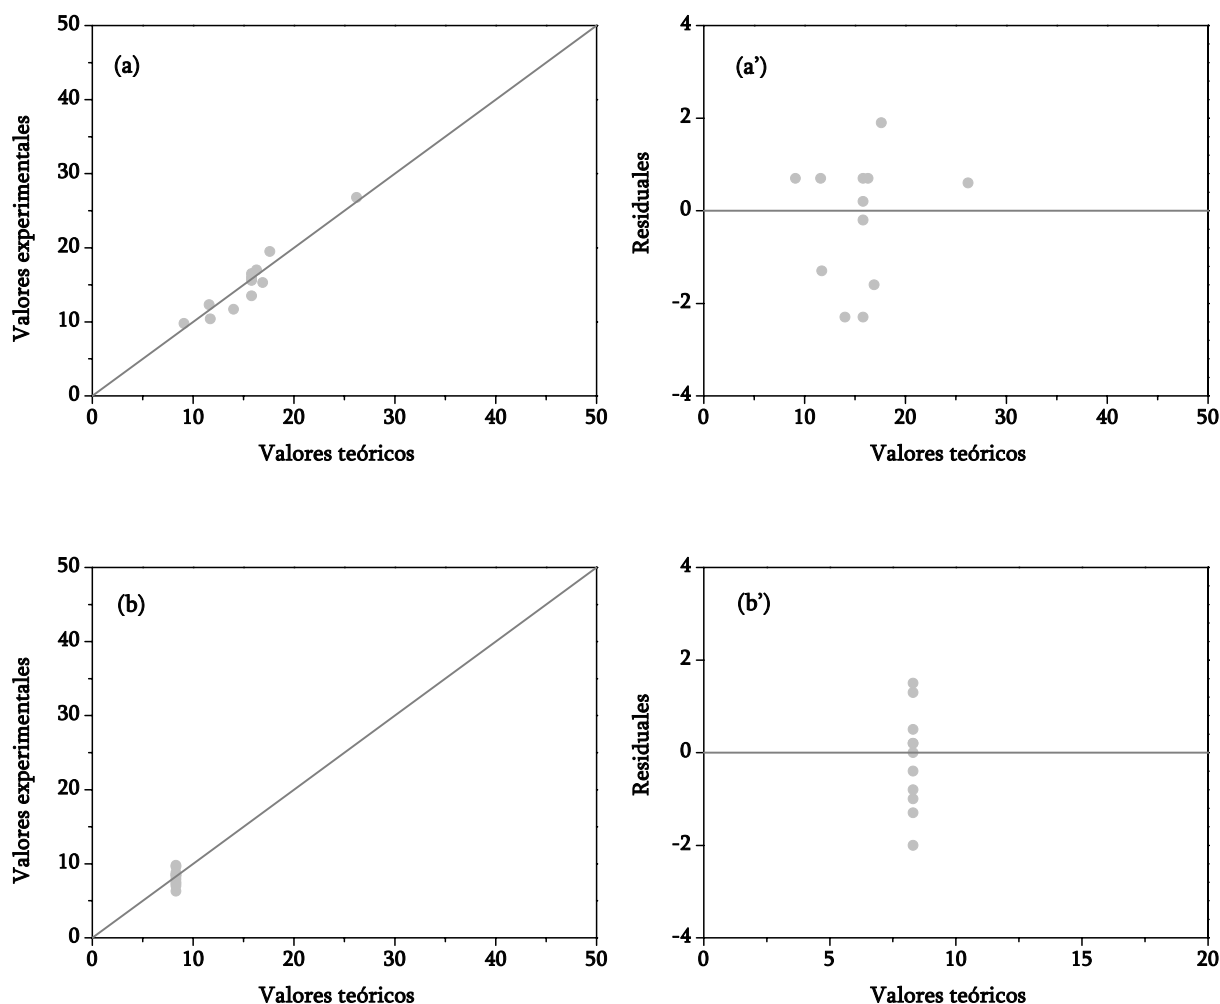 50
40
30
20
10
0
Valores experimentales
(a)
0 10 20 30 40 50
Valores teóricos
4
2
0
-2
-4
Residuales
(a’)
0 10 20 30 40 50
Valores teóricos
50
40
30
20
10
0
Valores experimentales
(b)
0 10 20 30 40 50
Valores teóricos
4
2
0
-2
-4
Residuales
(b’)
0 5 10 15 20
Valores teóricos